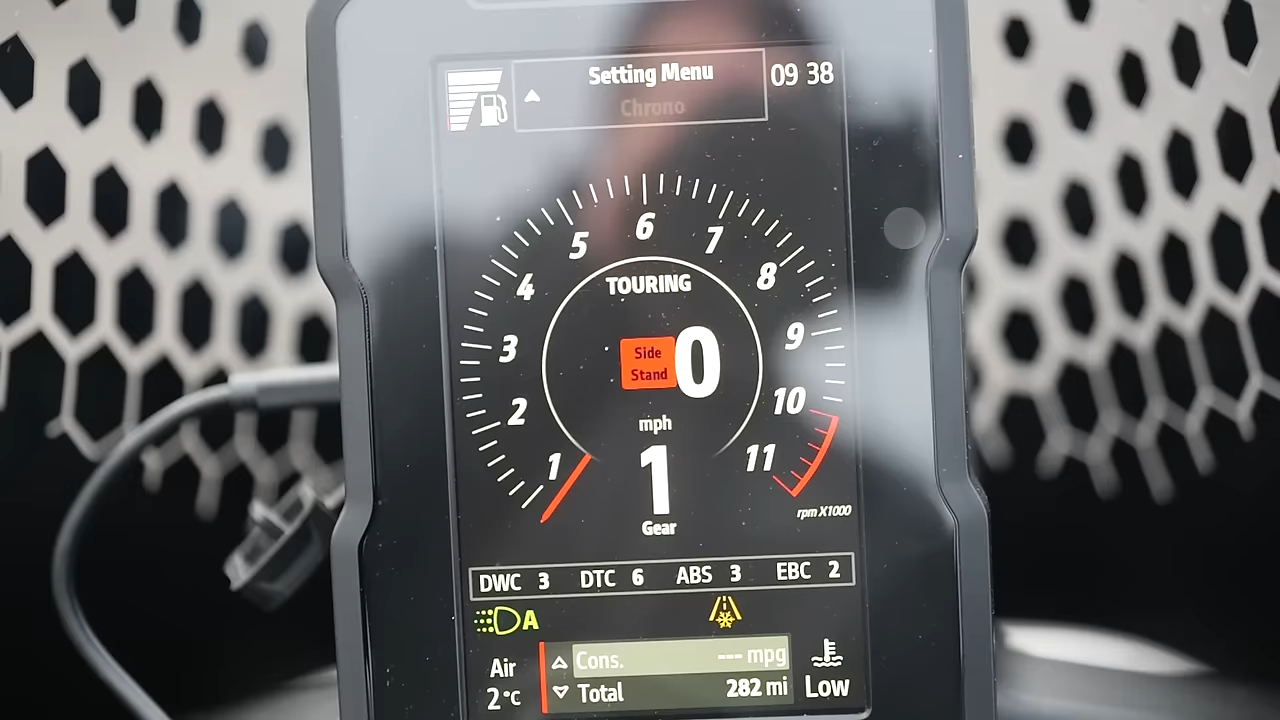 Setting Menu
09 38
Chrono
1
2
3
4
5
6
7
8
9
10
11
rpm X1000
TOURING
Side
Stand
0
mph
1
Gear
DWC 3 DTC 6 ABS 3 EBC 2
A
Air
2°C
Cons. --- mpg
Total 282 mi
Low